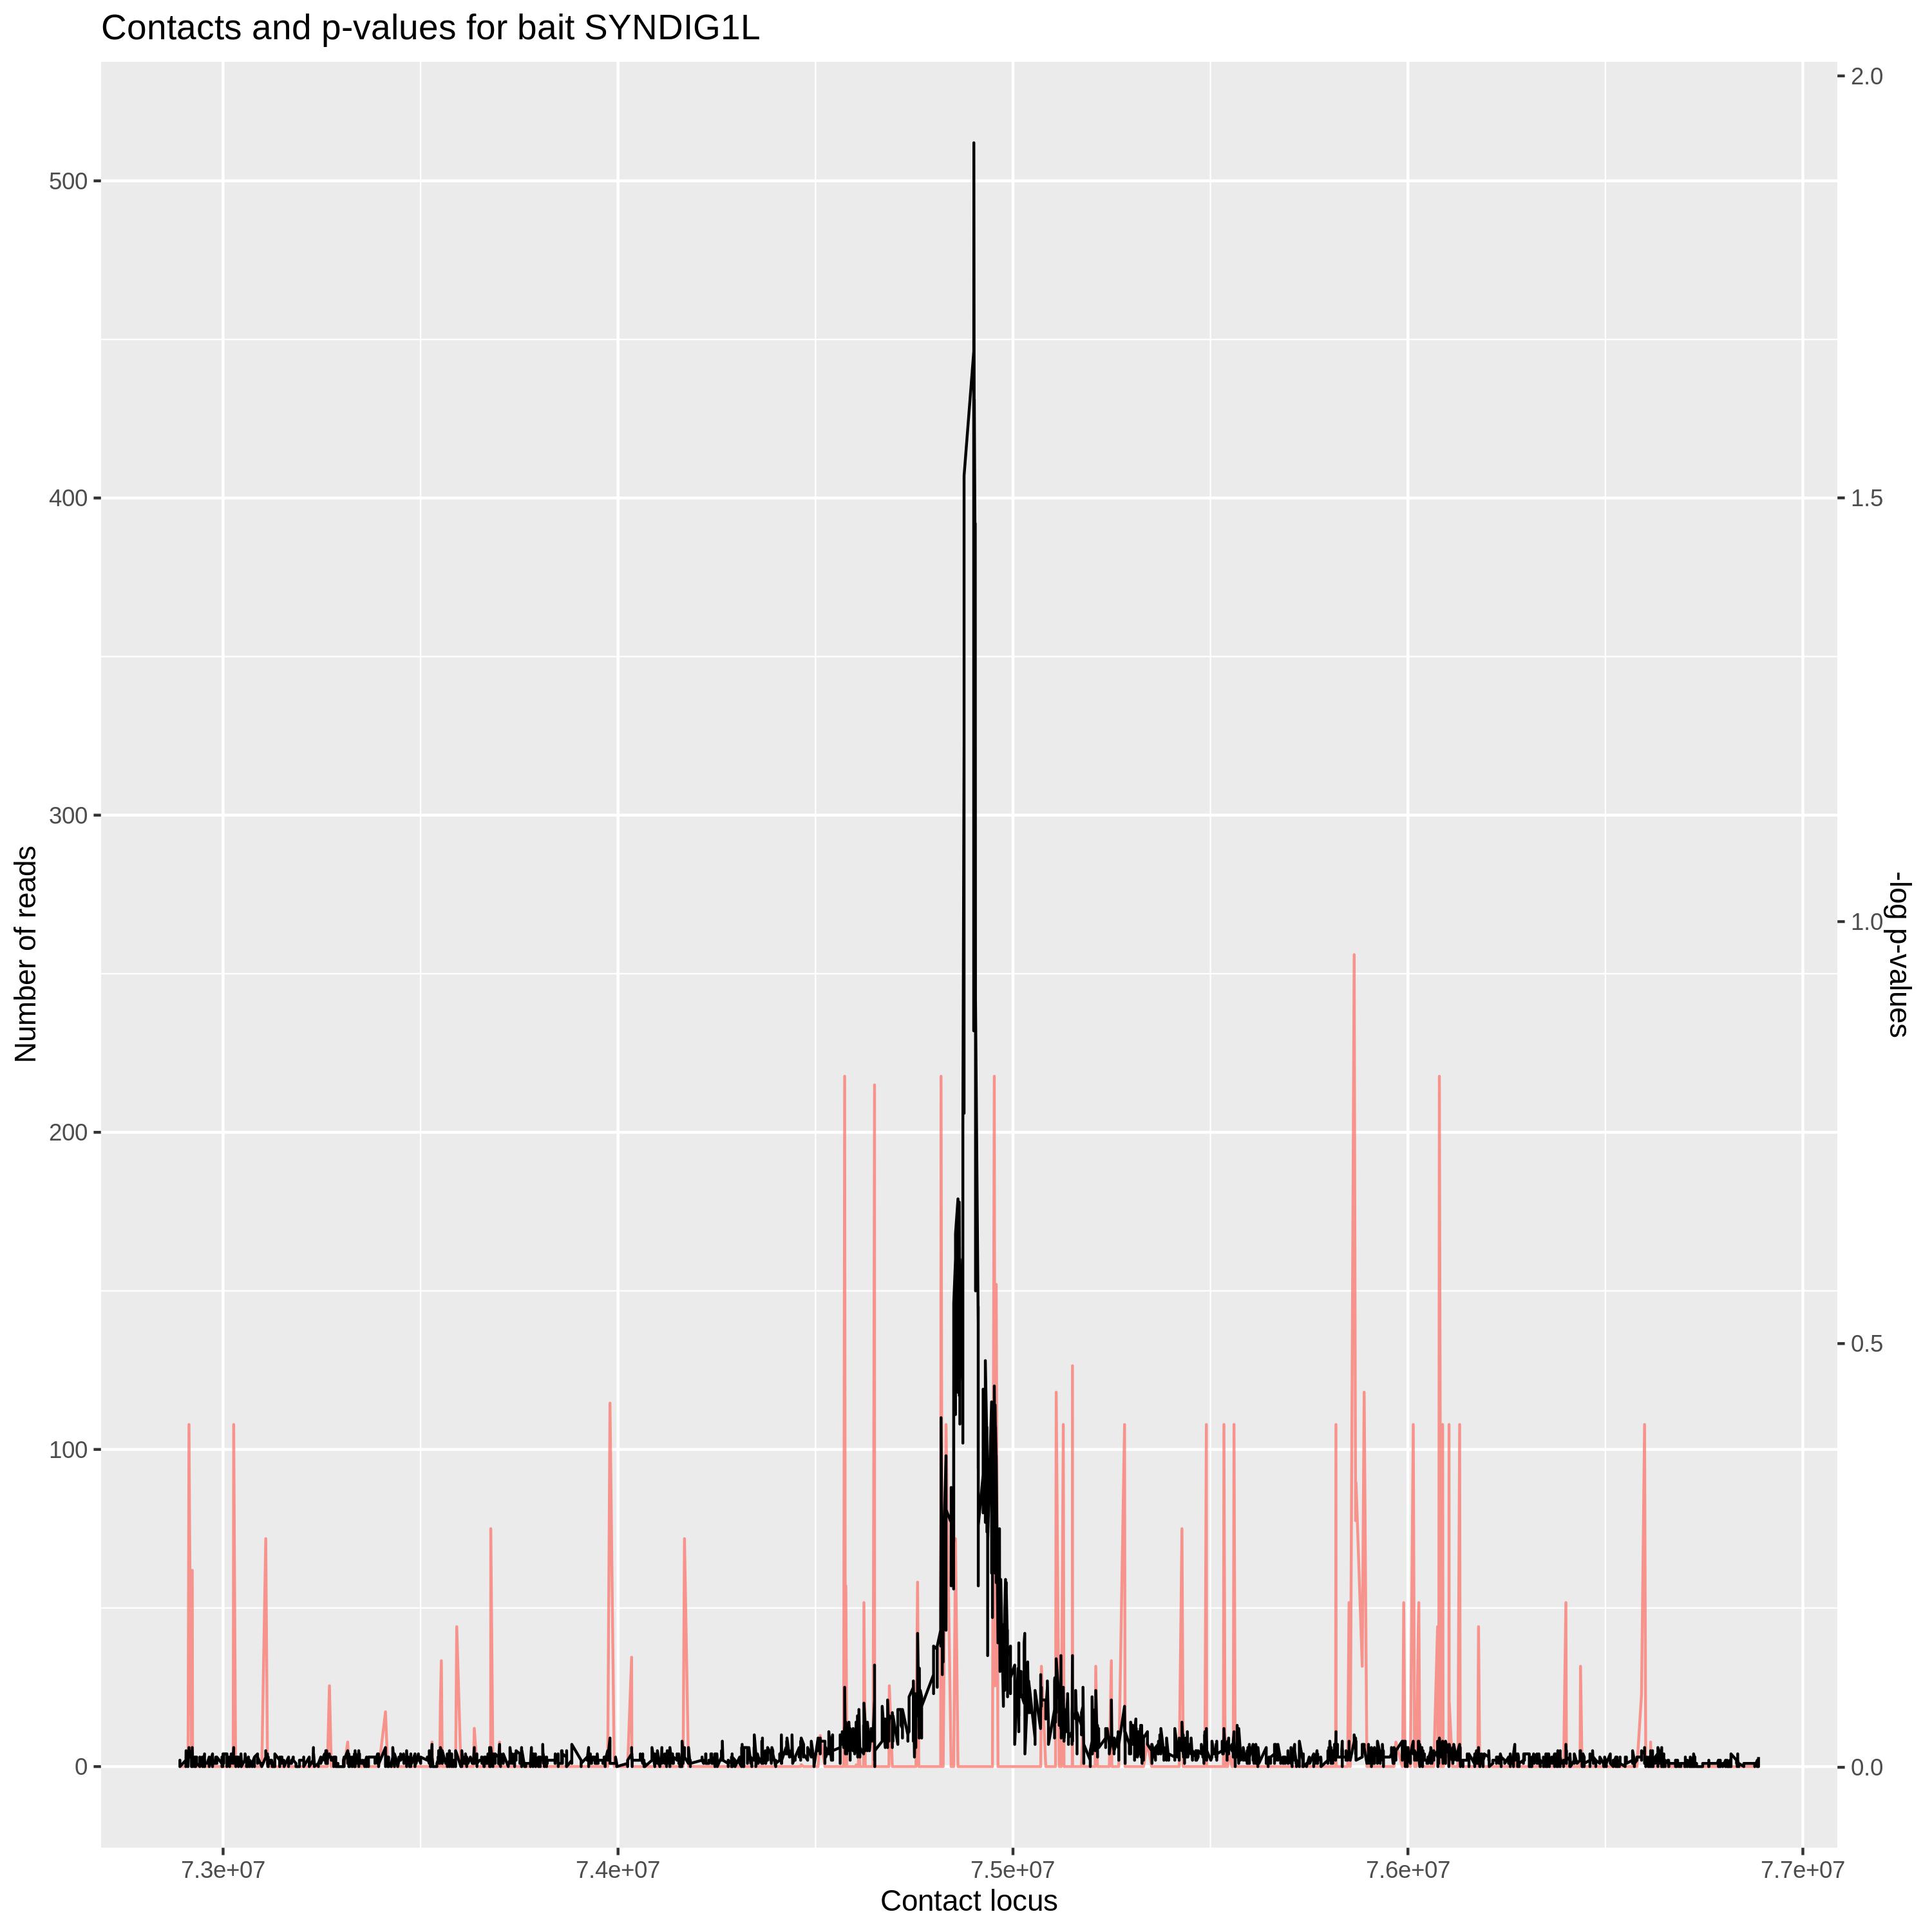 Contacts and p-values for bait SYNDIG1L
Number of reads
500
400
300
200
100
0
2.0
1.5
1.0
0.5
0.0
-log p-values
7.3e+07 7.4e+07 7.5e+07 7.6e+07 7.7e+07
Contact locus